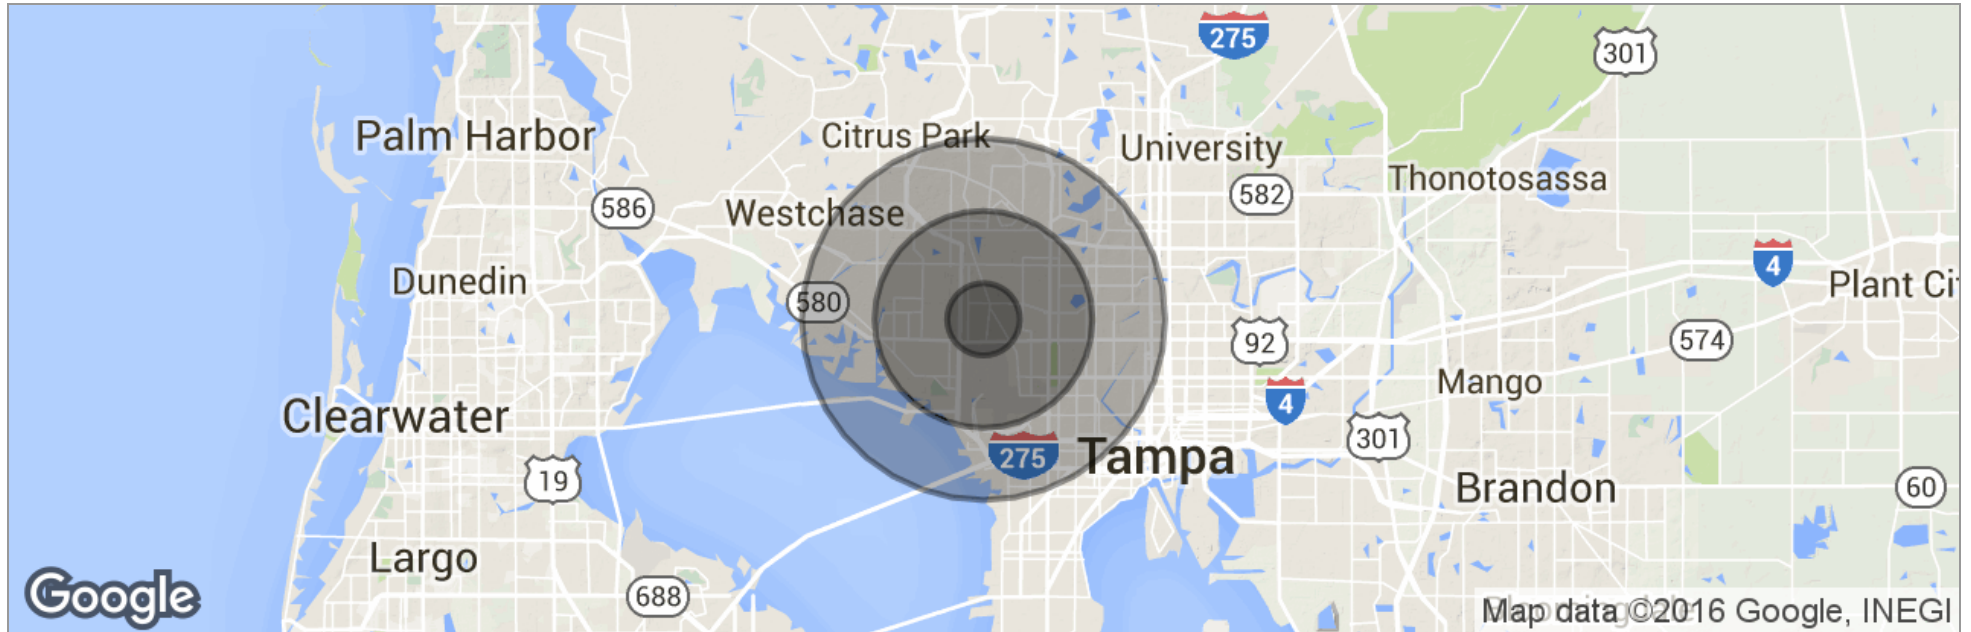 275
301
Palm Harbor
Citrus Park
University
Thonotosassa
586
582
Westchase
4
Dunedin
Plant Ci
580
92
574
Mango
4
Clearwater
301
275
Tampa
19
Brandon
60
Largo
688
Google
Map data ©2016 Google, INEGI